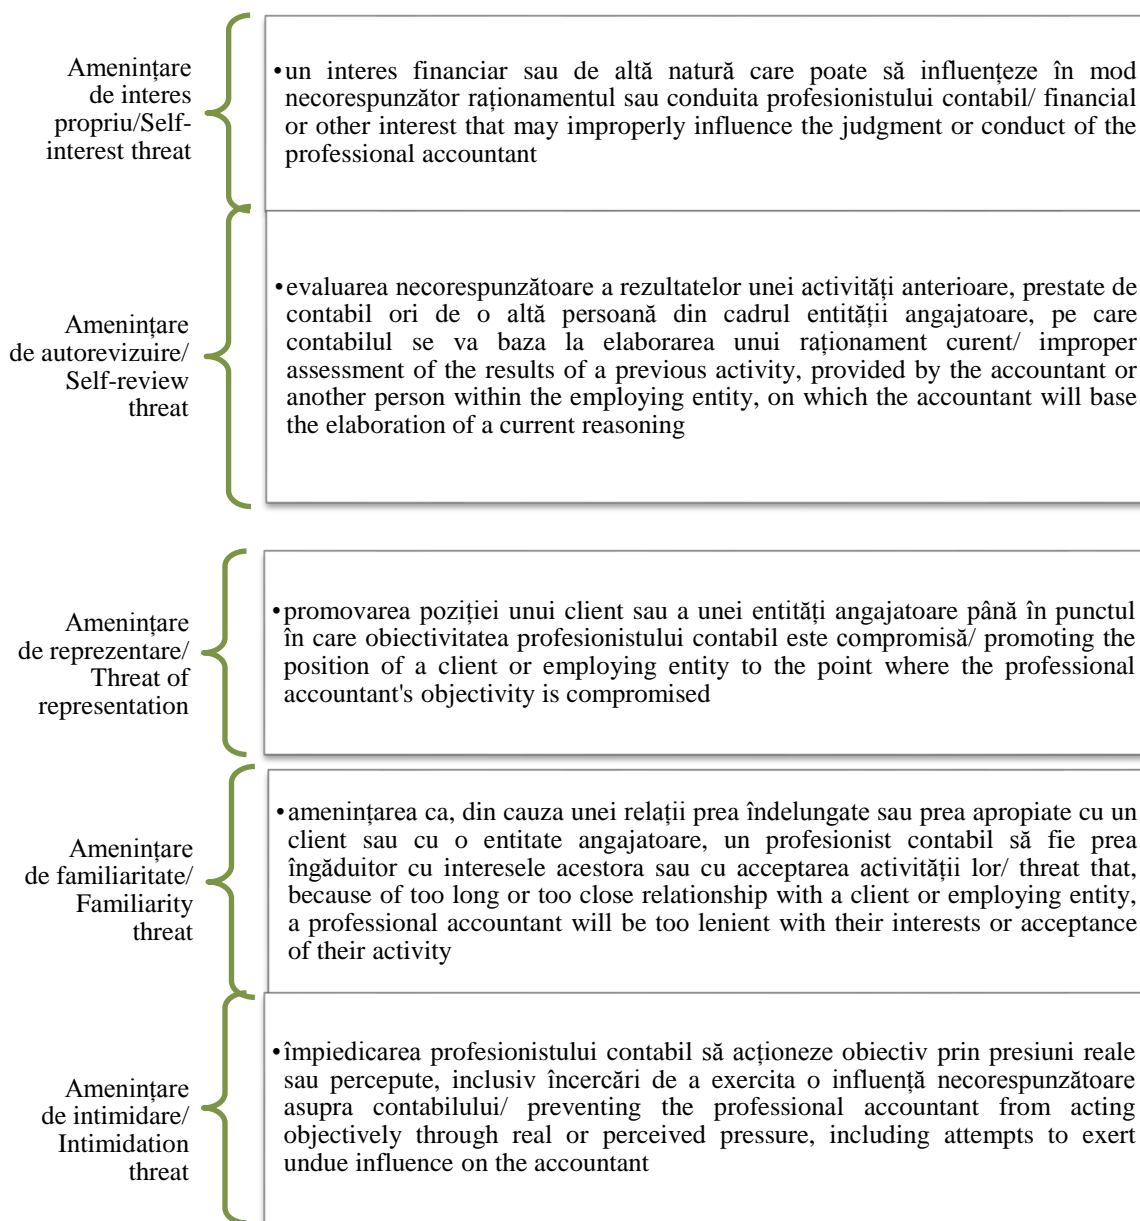 Amenințare
de interes
propriu/Self-
interest threat
•un interes financiar sau de altă natură care poate să influențeze în mod
necorespunzător raționamentul sau conduita profesionistului contabil/ financial
or other interest that may improperly influence the judgment or conduct of the
professional accountant
Amenințare
de autorevizuire/
Self-review
threat
•evaluarea necorespunzătoare a rezultatelor unei activități anterioare, prestate de
contabil ori de o altă persoană din cadrul entității angajatoare, pe care
contabilul se va baza la elaborarea unui raționament curent/ improper
assessment of the results of a previous activity, provided by the accountant or
another person within the employing entity, on which the accountant will base
the elaboration of a current reasoning
Amenințare
de reprezentare/
Threat of
representation
•promovarea poziției unui client sau a unei entități angajatoare până în punctul
în care obiectivitatea profesionistului contabil este compromisă/ promoting the
position of a client or employing entity to the point where the professional
accountant's objectivity is compromised
Amenințare
de familiaritate/
Familiarity
threat
•amenințarea ca, din cauza unei relații prea îndelungate sau prea apropiate cu un
client sau cu o entitate angajatoare, un profesionist contabil să fie prea
îngăduitor cu interesele acestora sau cu acceptarea activității lor/ threat that,
because of too long or too close relationship with a client or employing entity,
a professional accountant will be too lenient with their interests or acceptance
of their activity
Amenințare
de intimidare/
Intimidation
threat
•împiedicarea profesionistului contabil să acționeze obiectiv prin presiuni reale
sau percepute, inclusiv încercări de a exercita o influență necorespunzătoare
asupra contabilului/ preventing the professional accountant from acting
objectively through real or perceived pressure, including attempts to exert
undue influence on the accountant